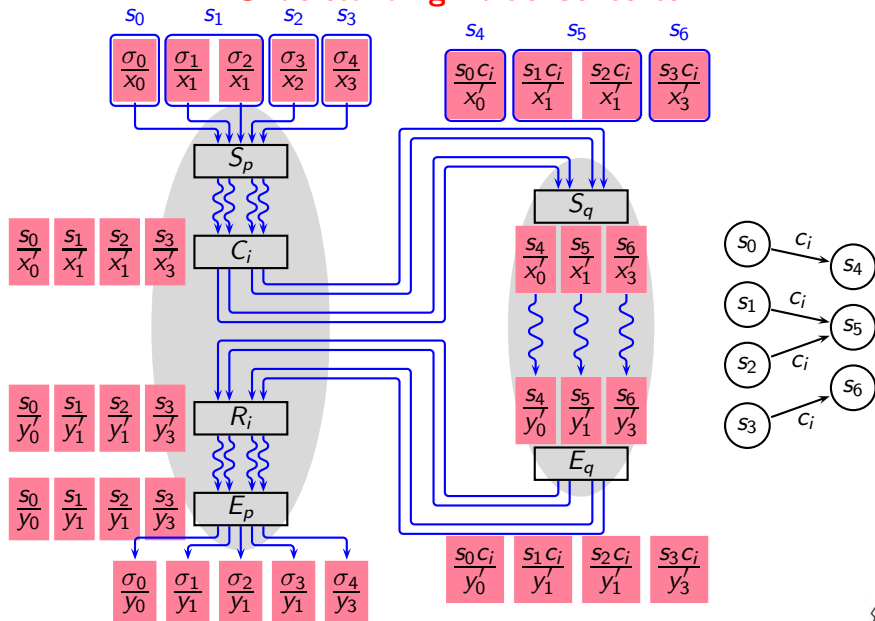 s₀ s₁ s₂ s₃
σ₀ σ₁ σ₂ σ₃ σ₄
x₀ x₁ x₁ x₂ x₃
s₄ s₅ s₆
s₀cᵢ s₁cᵢ s₂cᵢ s₃cᵢ
x′₀ x′₁ x′₁ x′₃
Sₚ
s₀ s₁ s₂ s₃
x′₀ x′₁ x′₁ x′₃
Cᵢ
S_q
s₄ s₅ s₆
x′₀ x′₁ x′₃
s₄ s₅ s₆
y′₀ y′₁ y′₃
E_q
s₀ s₁ s₂ s₃
y′₀ y′₁ y′₁ y′₃
Rᵢ
s₀ s₁ s₂ s₃
y₀ y₁ y₁ y₃
Eₚ
σ₀ σ₁ σ₂ σ₃ σ₄
y₀ y₁ y₁ y₁ y₃
s₀cᵢ s₁cᵢ s₂cᵢ s₃cᵢ
y′₀ y′₁ y′₁ y′₃
s₀ cᵢ s₄
s₁ cᵢ s₅
s₂ cᵢ
s₃ cᵢ s₆